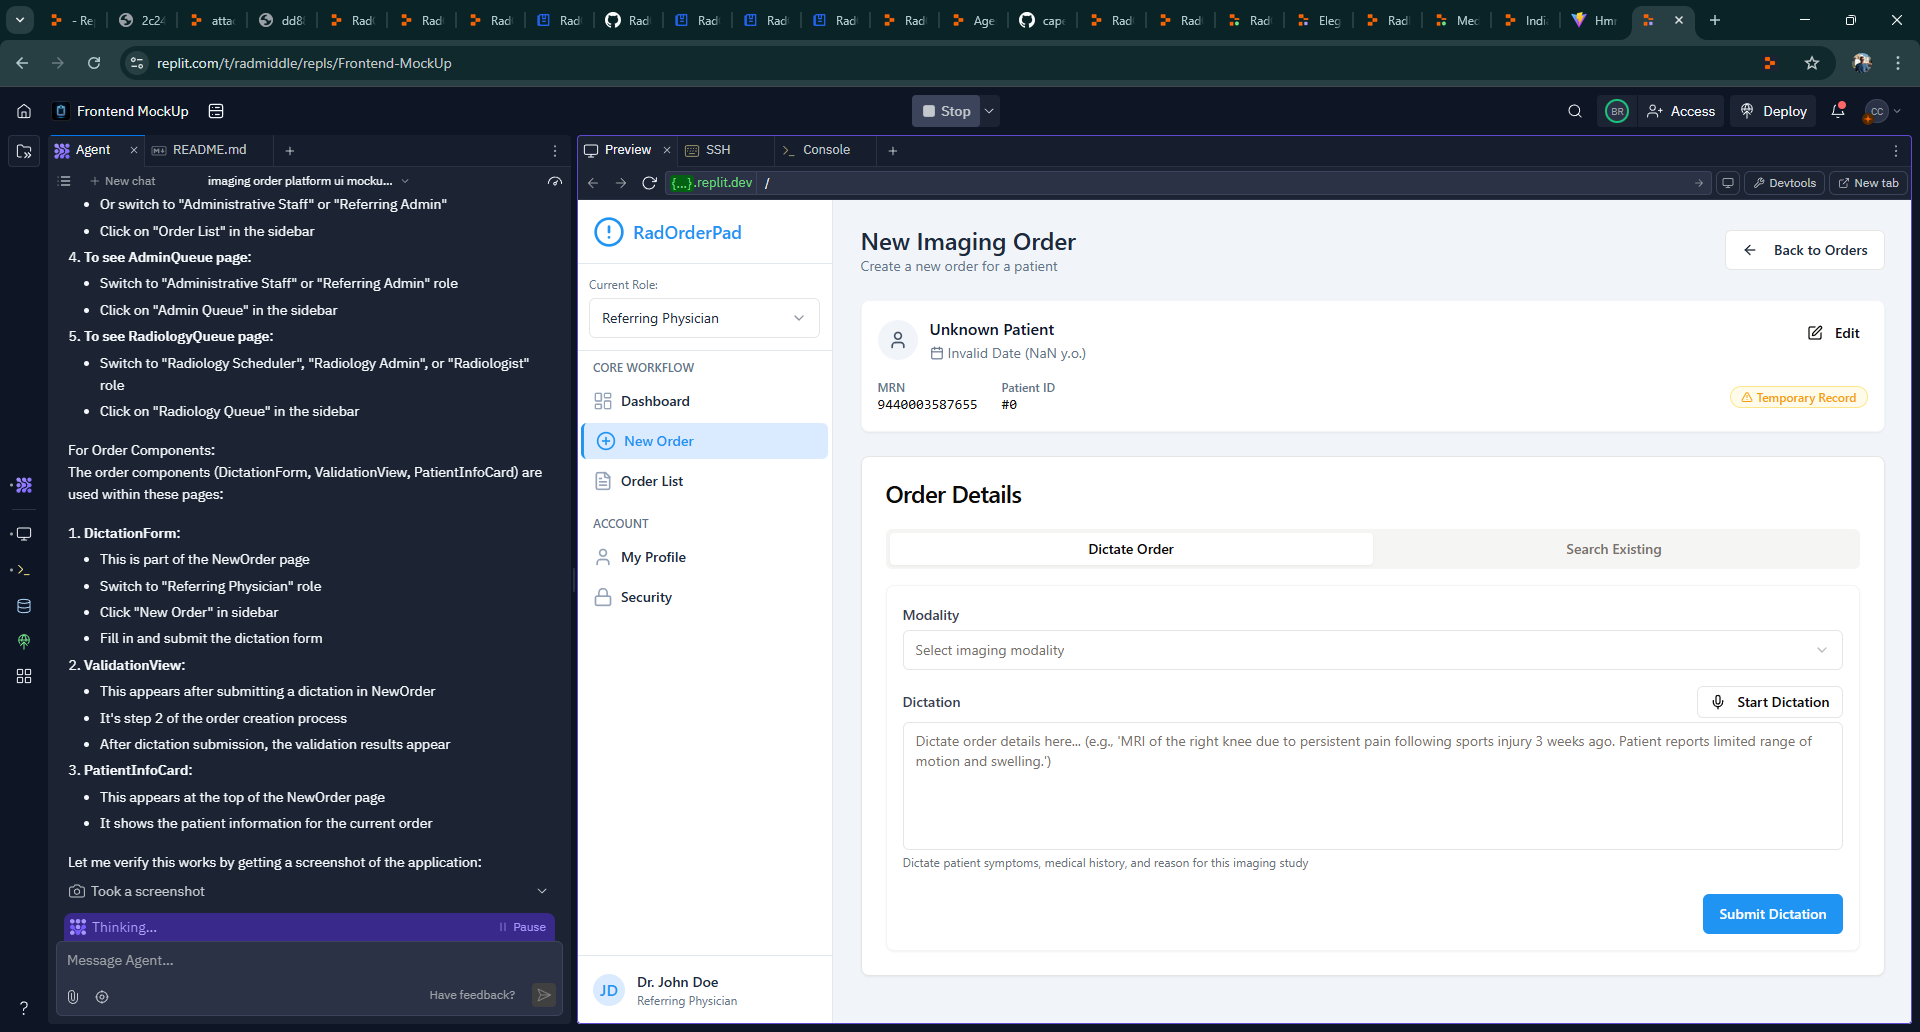 - Rep
2c24
atta
dd88
Rad
Rad
Rad
Rad
Rad
Rad
Rad
Rad
Rad
Age
cape
Rad
Rad
Rad
Eleg
Rad
Med
Indi
Hm
replit.com/t/radmiddle/repls/Frontend-MockUp
Frontend MockUp
Stop
BR
Access
Deploy
CC
Agent
README.md
New chat
imaging order platform ui mocku...
• Or switch to "Administrative Staff" or "Referring Admin"
• Click on "Order List" in the sidebar
4. To see AdminQueue page:
• Switch to "Administrative Staff" or "Referring Admin" role
• Click on "Admin Queue" in the sidebar
5. To see RadiologyQueue page:
• Switch to "Radiology Scheduler", "Radiology Admin", or "Radiologist"
role
• Click on "Radiology Queue" in the sidebar
For Order Components:
The order components (DictationForm, ValidationView, PatientInfoCard) are
used within these pages:
1. DictationForm:
• This is part of the NewOrder page
• Switch to "Referring Physician" role
• Click "New Order" in sidebar
• Fill in and submit the dictation form
2. ValidationView:
• This appears after submitting a dictation in NewOrder
• It's step 2 of the order creation process
• After dictation submission, the validation results appear
3. PatientInfoCard:
• This appears at the top of the NewOrder page
• It shows the patient information for the current order
Let me verify this works by getting a screenshot of the application:
Took a screenshot
Thinking...
Pause
Message Agent...
Have feedback?
?
Preview
SSH
Console
{...}.replit.dev /
Devtools
New tab
RadOrderPad
Current Role:
Referring Physician
CORE WORKFLOW
Dashboard
New Order
Order List
ACCOUNT
My Profile
Security
JD
Dr. John Doe
Referring Physician
New Imaging Order
Create a new order for a patient
Back to Orders
Unknown Patient
Invalid Date (NaN y.o.)
Edit
MRN
9440003587655
Patient ID
#0
Temporary Record
Order Details
Dictate Order
Search Existing
Modality
Select imaging modality
Dictation
Start Dictation
Dictate order details here... (e.g., 'MRI of the right knee due to persistent pain following sports injury 3 weeks ago. Patient reports limited range of
motion and swelling.')
Dictate patient symptoms, medical history, and reason for this imaging study
Submit Dictation